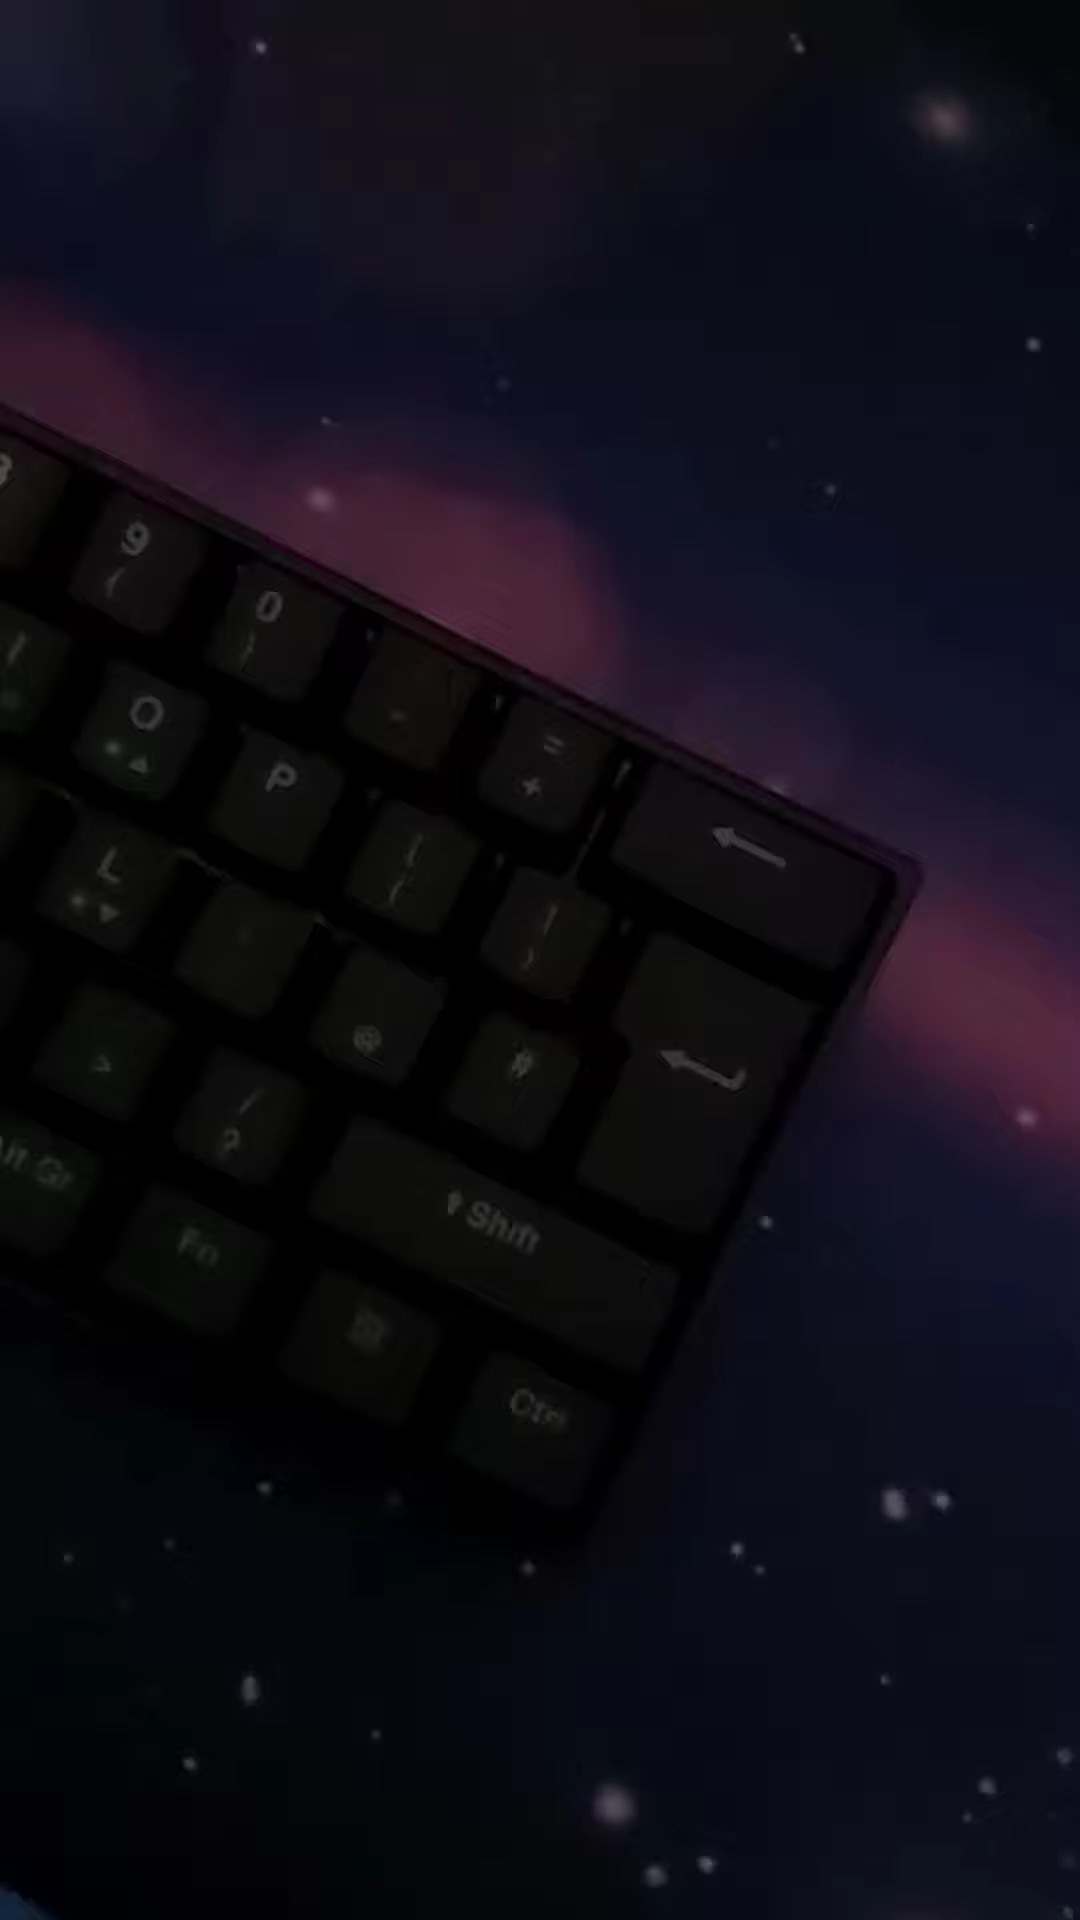 9 (
0 )
-
= +
←
O
P
[ {
] }
L
@
#
>
/ ?
⇧ Shift
Alt Gr
Fn
Ctrl